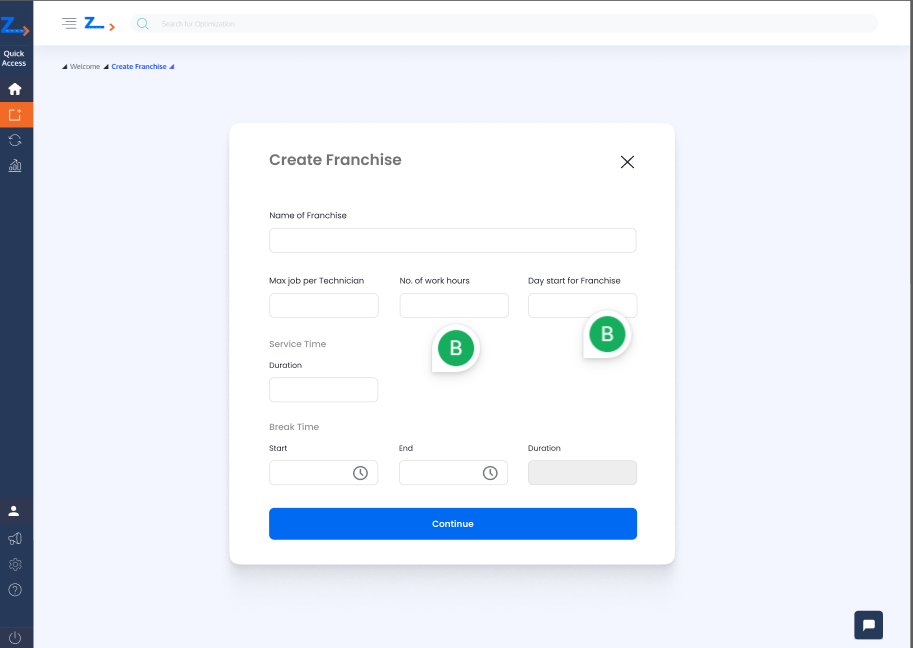 Z
Search for Optimization
Z
Quick
Access
Welcome
Create Franchise
Create Franchise
Name of Franchise
Max job per Technician
No. of work hours
Day start for Franchise
B
B
Service Time
Duration
Break Time
Start
End
Duration
Continue